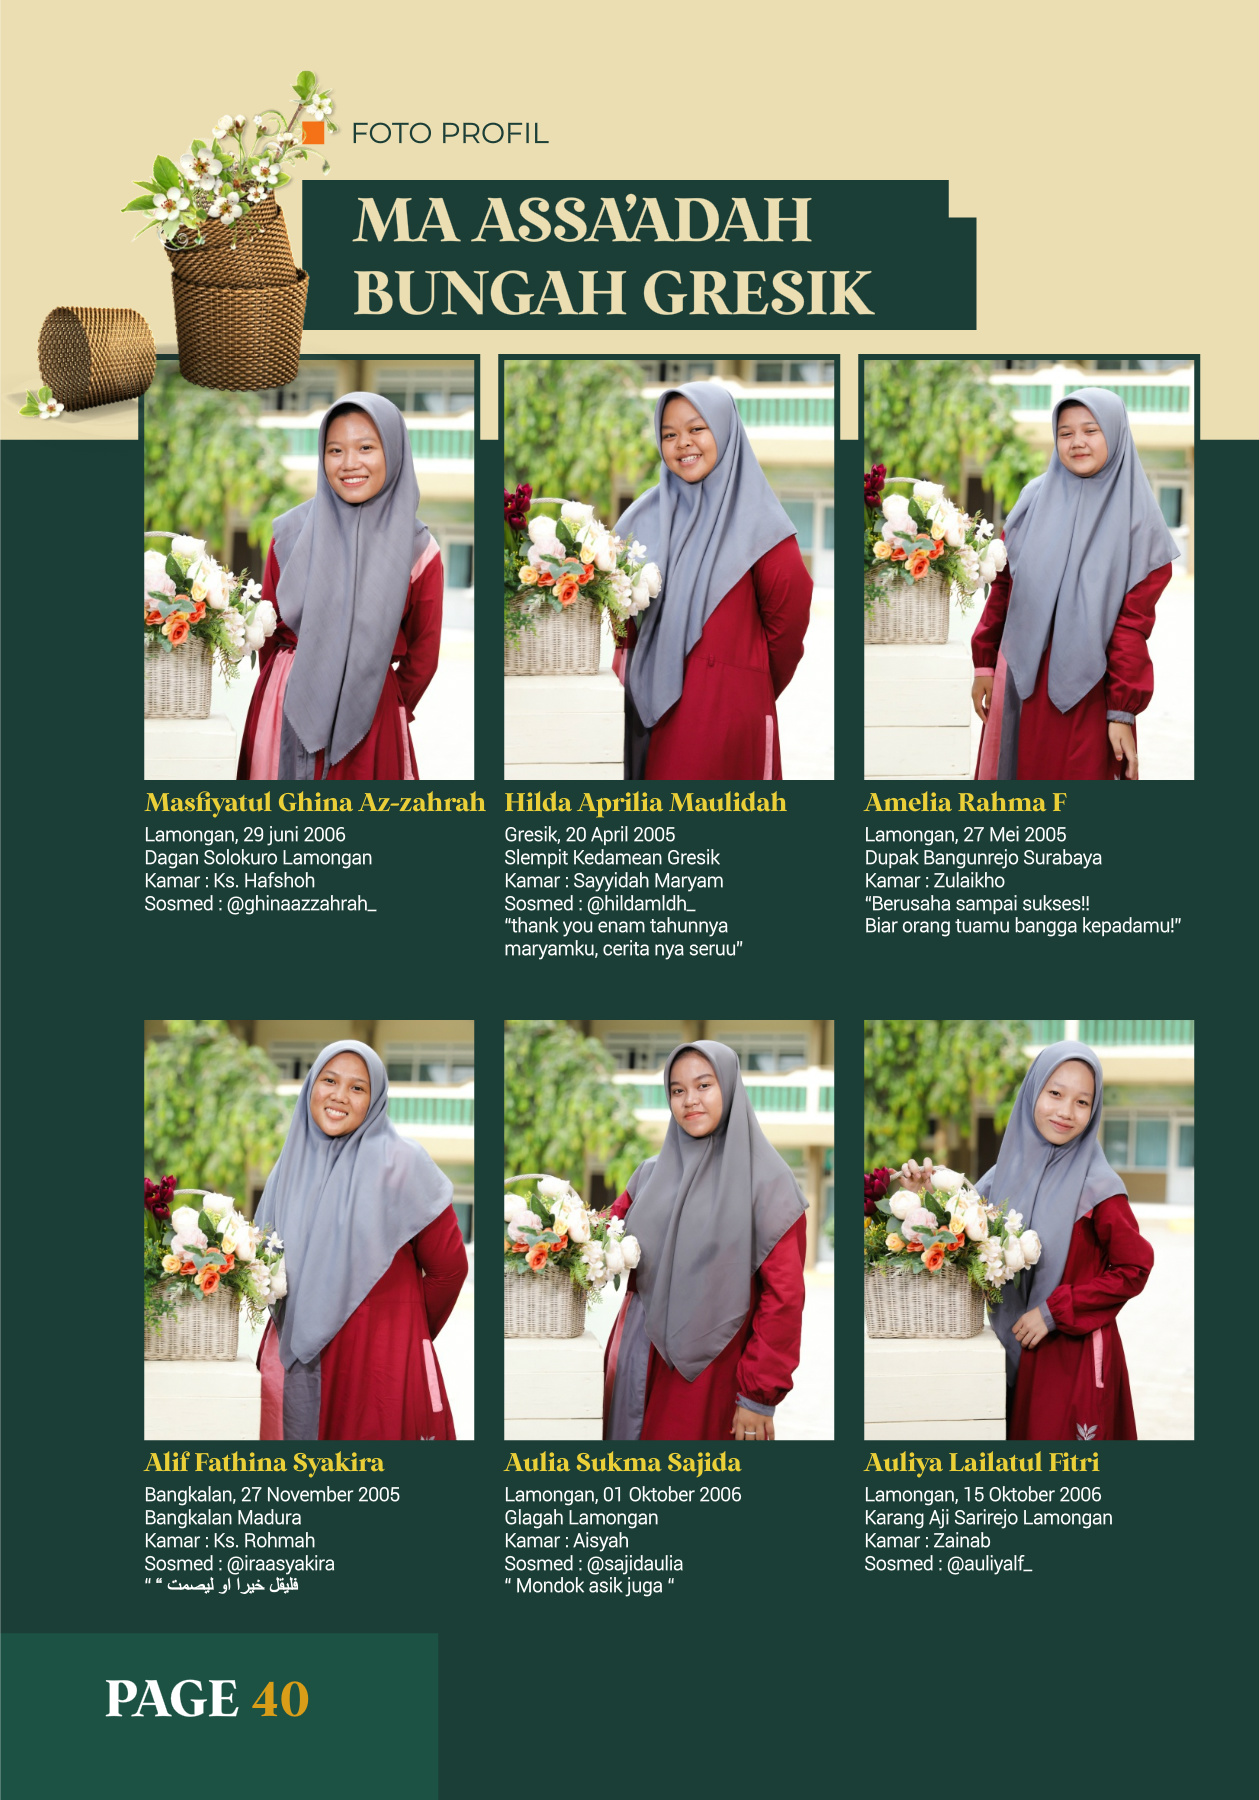 FOTO PROFIL
MA ASSA’ADAH
BUNGAH GRESIK
Masfiyatul Ghina Az-zahrah
Lamongan, 29 juni 2006
Dagan Solokuro Lamongan
Kamar : Ks. Hafshoh
Sosmed : @ghinaazzahrah_
Hilda Aprilia Maulidah
Gresik, 20 April 2005
Slempit Kedamean Gresik
Kamar : Sayyidah Maryam
Sosmed : @hildamldh_
“thank you enam tahunnya
maryamku, cerita nya seruu”
Amelia Rahma F
Lamongan, 27 Mei 2005
Dupak Bangunrejo Surabaya
Kamar : Zulaikho
“Berusaha sampai sukses!!
Biar orang tuamu bangga kepadamu!”
Alif Fathina Syakira
Bangkalan, 27 November 2005
Bangkalan Madura
Kamar : Ks. Rohmah
Sosmed : @iraasyakira
“ “ فليقل خيرا او ليصمت
Aulia Sukma Sajida
Lamongan, 01 Oktober 2006
Glagah Lamongan
Kamar : Aisyah
Sosmed : @sajidaulia
“ Mondok asik juga “
Auliya Lailatul Fitri
Lamongan, 15 Oktober 2006
Karang Aji Sarirejo Lamongan
Kamar : Zainab
Sosmed : @auliyalf_
PAGE 40